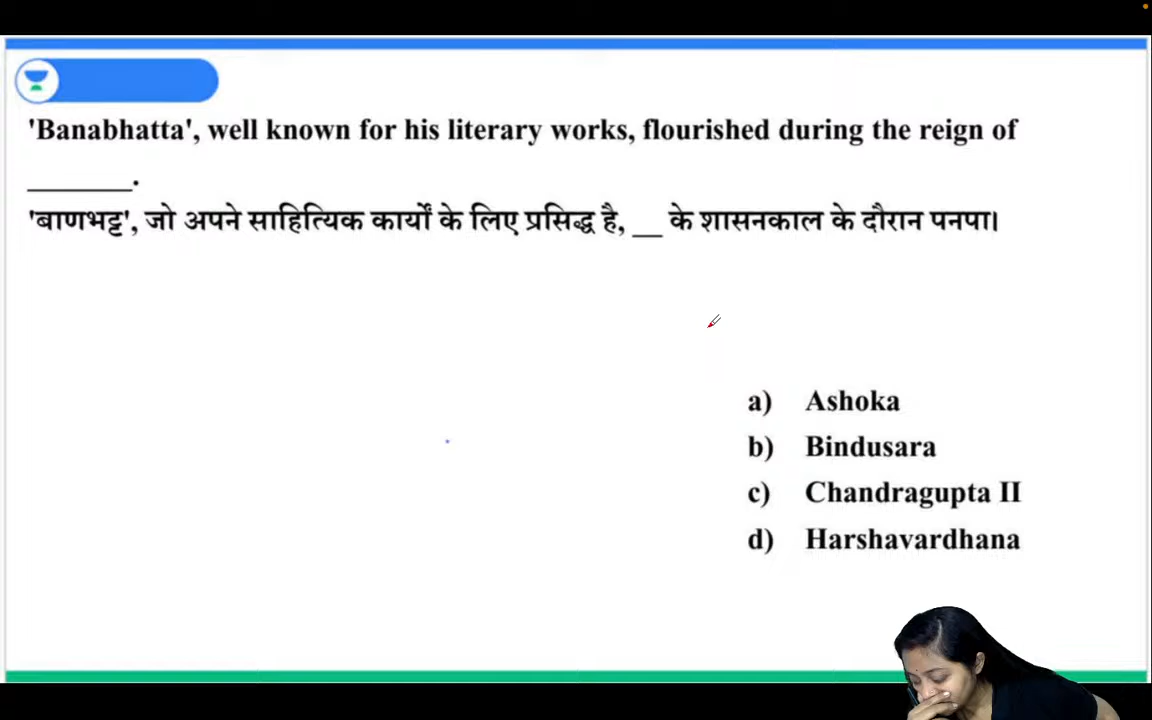 'Banabhatta', well known for his literary works, flourished during the reign of
________.
'बाणभट्ट', जो अपने साहित्यिक कार्यों के लिए प्रसिद्ध है, __ के शासनकाल के दौरान पनपा।
a) Ashoka
b) Bindusara
c) Chandragupta II
d) Harshavardhana